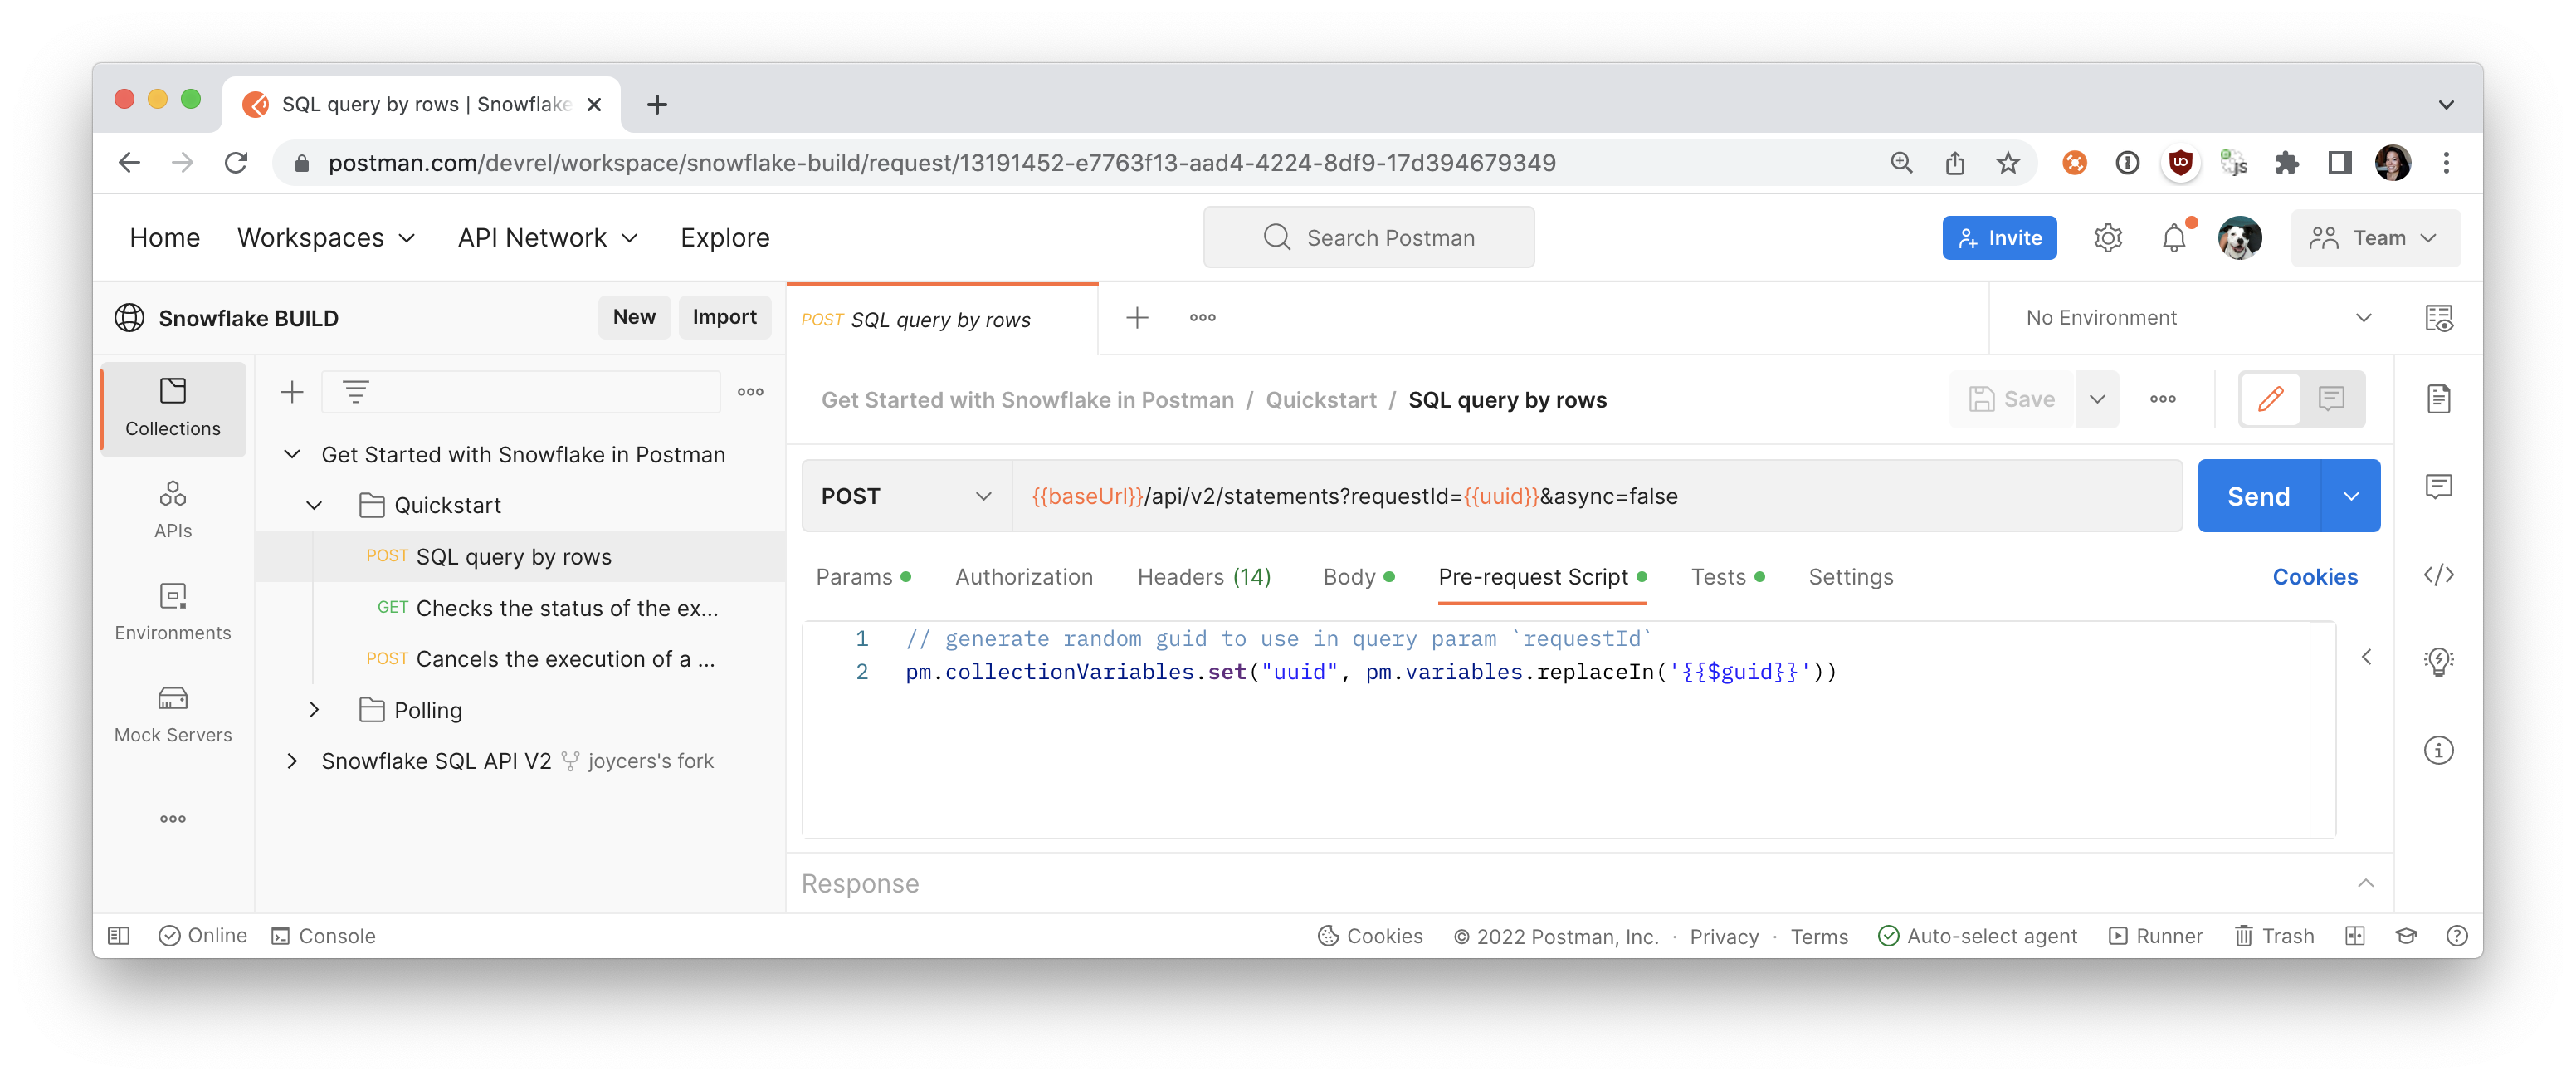 SQL query by rows | Snowflake
postman.com/devrel/workspace/snowflake-build/request/13191452-e7763f13-aad4-4224-8df9-17d394679349
Home Workspaces API Network Explore Search Postman Invite Team
Snowflake BUILD New Import
POST SQL query by rows
No Environment
Collections
APIs
Environments
Mock Servers
Get Started with Snowflake in Postman
Quickstart
POST SQL query by rows
GET Checks the status of the ex...
POST Cancels the execution of a ...
Polling
Snowflake SQL API V2 joycers's fork
Get Started with Snowflake in Postman / Quickstart / SQL query by rows
Save
POST {{baseUrl}}/api/v2/statements?requestId={{uuid}}&async=false Send
Params Authorization Headers (14) Body Pre-request Script Tests Settings Cookies
1 // generate random guid to use in query param `requestId`
2 pm.collectionVariables.set("uuid", pm.variables.replaceIn('{{$guid}}'))
Response
Online Console Cookies © 2022 Postman, Inc. · Privacy · Terms Auto-select agent Runner Trash